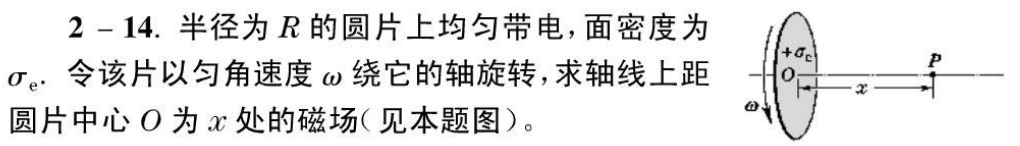 2 – 14. 半径为 R 的圆片上均匀带电,面密度为
σe. 令该片以匀角速度 ω 绕它的轴旋转,求轴线上距
圆片中心 O 为 x 处的磁场(见本题图)。
+σe
O
P
x
ω